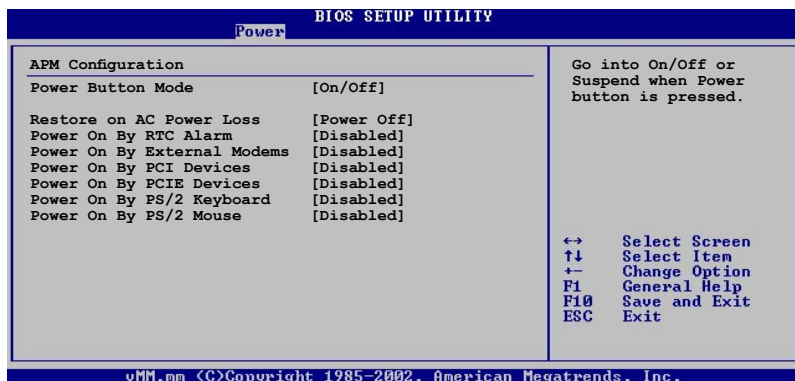 BIOS SETUP UTILITY
Power
APM Configuration
Power Button Mode [On/Off]
Restore on AC Power Loss [Power Off]
Power On By RTC Alarm [Disabled]
Power On By External Modems [Disabled]
Power On By PCI Devices [Disabled]
Power On By PCIE Devices [Disabled]
Power On By PS/2 Keyboard [Disabled]
Power On By PS/2 Mouse [Disabled]
Go into On/Off or
Suspend when Power
button is pressed.
←→ Select Screen
↑↓ Select Item
+- Change Option
F1 General Help
F10 Save and Exit
ESC Exit
vMM.mm (C)Copyright 1985-2002, American Megatrends, Inc.